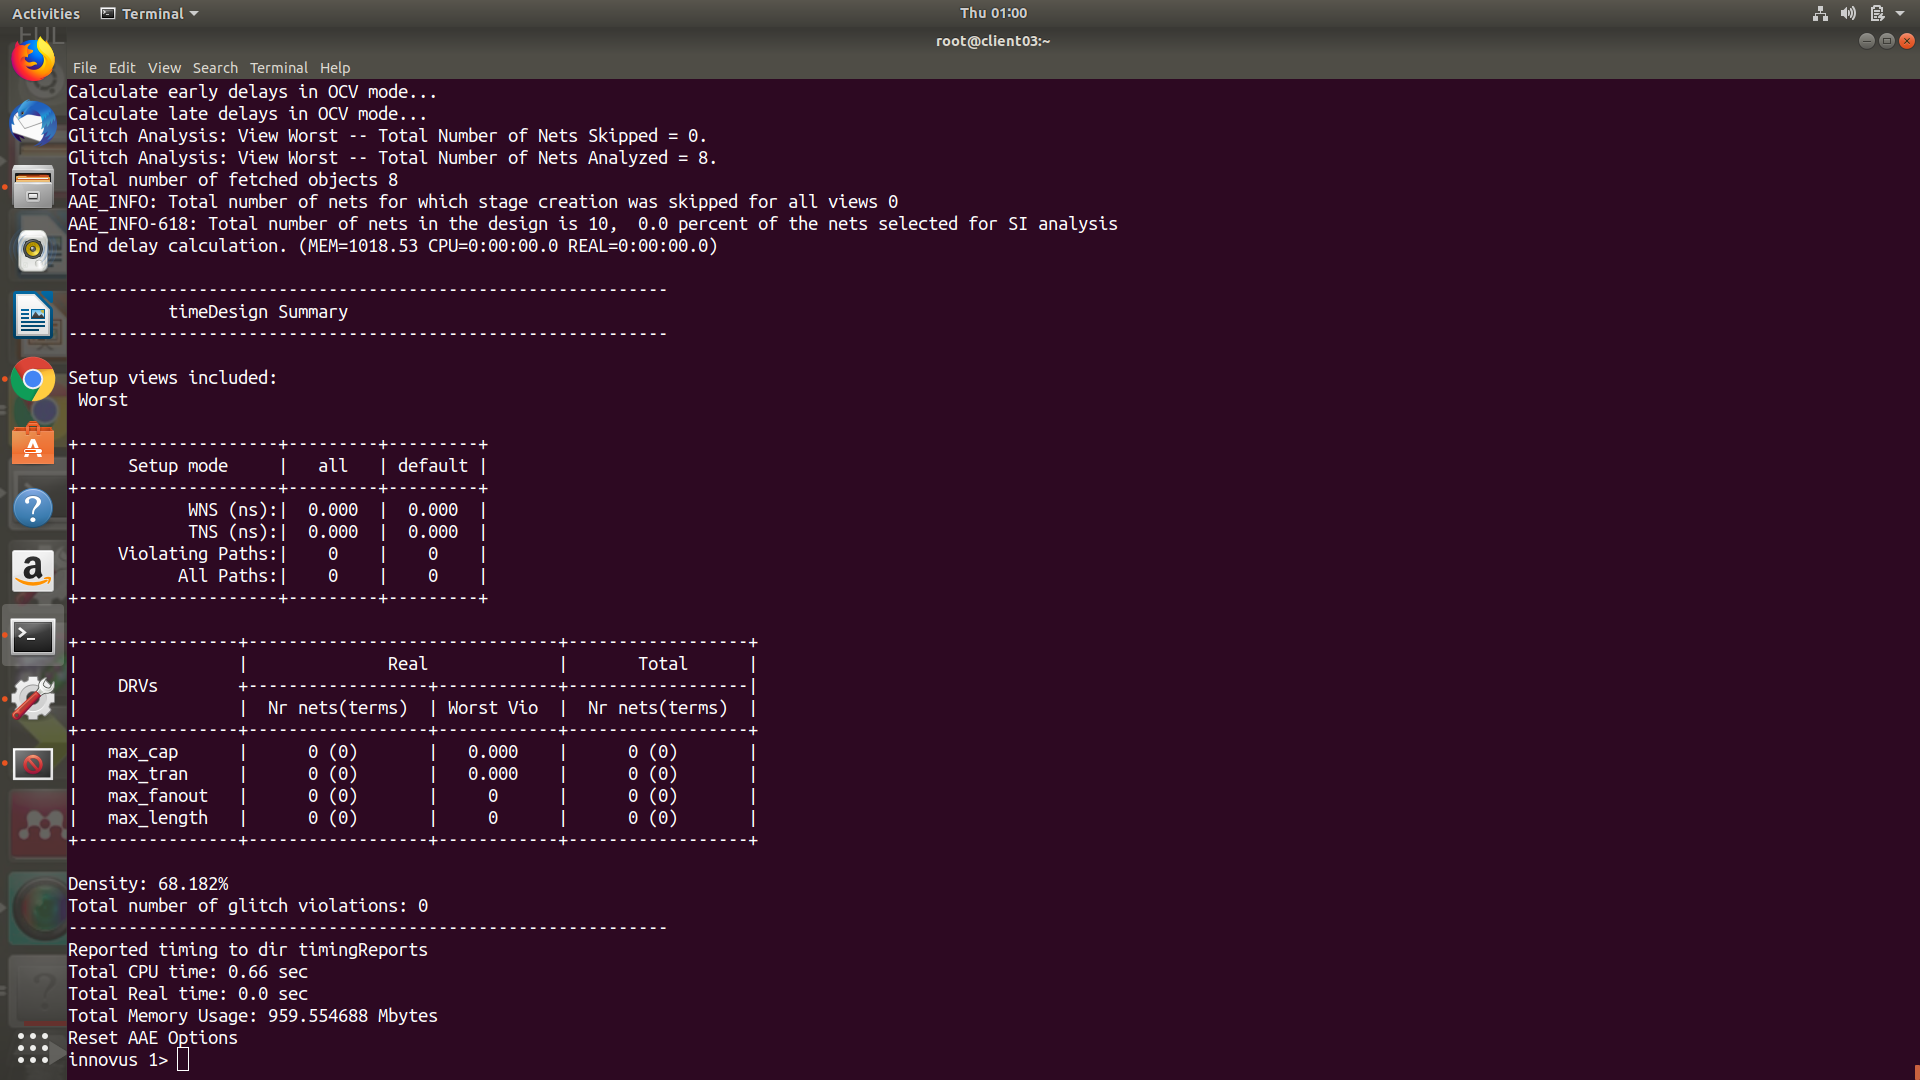 Activities Terminal Thu 01:00
root@client03:~
File Edit View Search Terminal Help
Calculate early delays in OCV mode...
Calculate late delays in OCV mode...
Glitch Analysis: View Worst -- Total Number of Nets Skipped = 0.
Glitch Analysis: View Worst -- Total Number of Nets Analyzed = 8.
Total number of fetched objects 8
AAE_INFO: Total number of nets for which stage creation was skipped for all views 0
AAE_INFO-618: Total number of nets in the design is 10,  0.0 percent of the nets selected for SI analysis
End delay calculation. (MEM=1018.53 CPU=0:00:00.0 REAL=0:00:00.0)
------------------------------------------------------------
          timeDesign Summary
------------------------------------------------------------
Setup views included:
 Worst
+--------------------+---------+---------+
|     Setup mode     |   all   | default |
+--------------------+---------+---------+
|           WNS (ns):|  0.000  |  0.000  |
|           TNS (ns):|  0.000  |  0.000  |
|    Violating Paths:|    0    |    0    |
|          All Paths:|    0    |    0    |
+--------------------+---------+---------+
+----------------+-------------------------------+------------------+
|                |              Real             |       Total      |
|    DRVs        +------------------+------------+------------------|
|                |  Nr nets(terms)  | Worst Vio  |  Nr nets(terms)  |
+----------------+------------------+------------+------------------+
|   max_cap      |      0 (0)       |   0.000    |      0 (0)       |
|   max_tran     |      0 (0)       |   0.000    |      0 (0)       |
|   max_fanout   |      0 (0)       |     0      |      0 (0)       |
|   max_length   |      0 (0)       |     0      |      0 (0)       |
+----------------+------------------+------------+------------------+
Density: 68.182%
Total number of glitch violations: 0
------------------------------------------------------------
Reported timing to dir timingReports
Total CPU time: 0.66 sec
Total Real time: 0.0 sec
Total Memory Usage: 959.554688 Mbytes
Reset AAE Options
innovus 1>